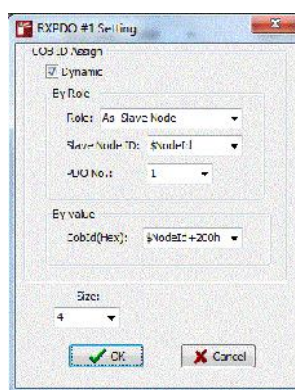 RXPDO #1 Setting
COB ID Assign
Dynamic
By Role
Role: As Slave Node
Slave Node ID: $NodeId
PDO No.: 1
By value
CobId(Hex): $NodeId+200h
Size:
4
OK
Cancel